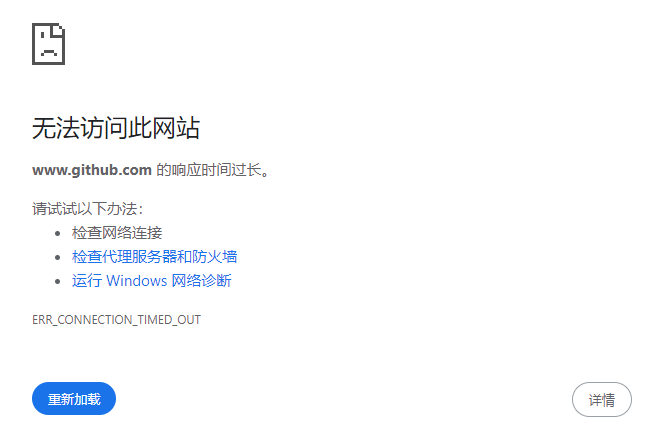 无法访问此网站
www.github.com 的响应时间过长。
请试试以下办法：
检查网络连接
检查代理服务器和防火墙
运行 Windows 网络诊断
ERR_CONNECTION_TIMED_OUT
重新加载
详情